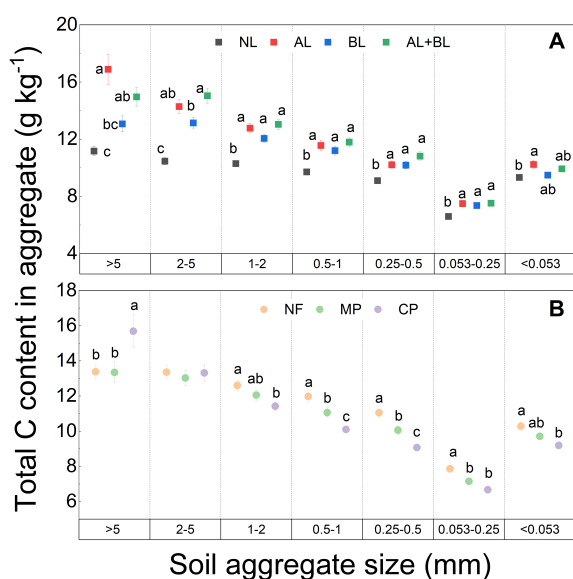 Total C content in aggregate (g kg⁻¹)
20
16
12
8
4
NL AL BL AL+BL
A
a
ab
bc
c
ab
a
b
c
a
a
a
b
a
a
a
b
a
a
a
b
a
a
a
b
a
a
b
ab
>5 2-5 1-2 0.5-1 0.25-0.5 0.053-0.25 <0.053
18
16
14
12
10
8
6
NF MP CP
B
b
b
a
a
ab
b
a
b
c
a
b
c
a
b
b
a
ab
b
>5 2-5 1-2 0.5-1 0.25-0.5 0.053-0.25 <0.053
Soil aggregate size (mm)